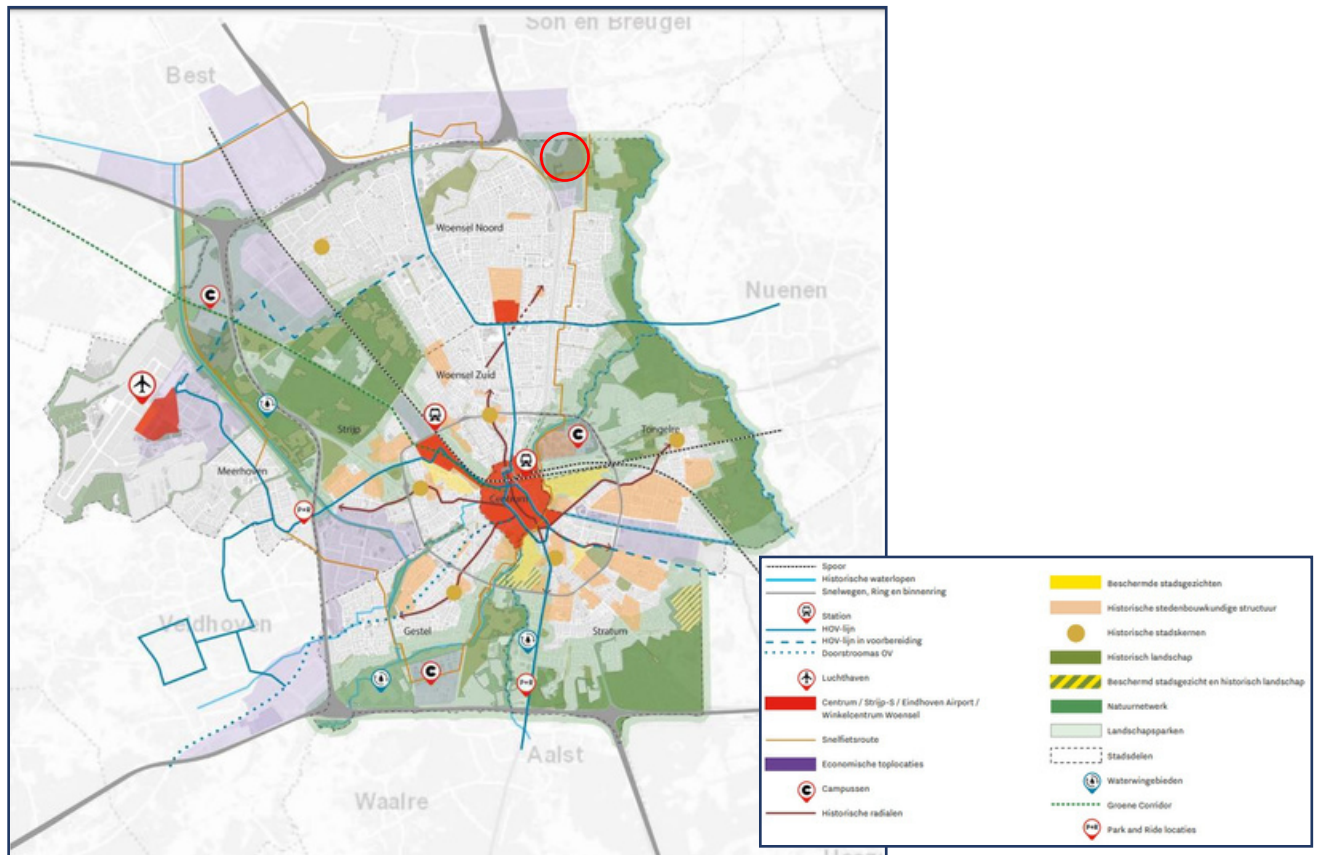 Son en Breugel
Best
Woensel Noord
Nuenen
Woensel Zuid
Strijp
Tongelre
Meerhoven
Centrum
P+R
Veldhoven
Gestel
Stratum
P+R
Aalst
Waalre
Spoor
Historische waterlopen
Snelwegen, Ring en binnenring
Station
HOV-lijn
HOV-lijn in voorbereiding
Doorstroomas OV
Luchthaven
Centrum / Strijp-S / Eindhoven Airport /
Winkelcentrum Woensel
Snelfietsroute
Economische toplocaties
C
Campussen
Historische radialen
Beschermde stadsgezichten
Historische stedenbouwkundige structuur
Historische stadskernen
Historisch landschap
Beschermd stadsgezicht en historisch landschap
Natuurnetwerk
Landschapsparken
Stadsdelen
Waterwingebieden
Groene Corridor
P+R
Park and Ride locaties